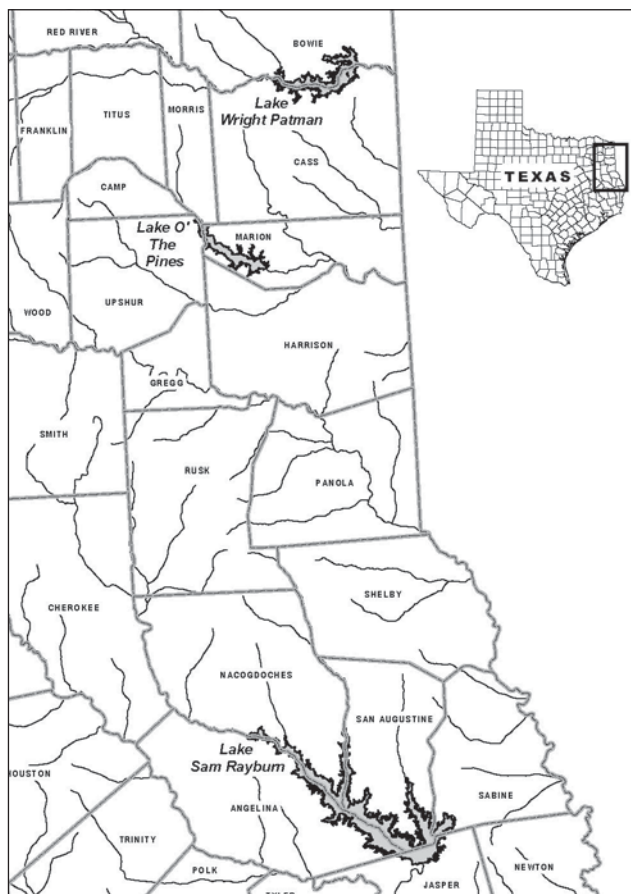 RED RIVER
BOWIE
Lake
Wright Patman
FRANKLIN
TITUS
MORRIS
CASS
TEXAS
CAMP
Lake O'
The
Pines
MARION
WOOD
UPSHUR
HARRISON
GREGG
SMITH
RUSK
PANOLA
CHEROKEE
SHELBY
NACOGDOCHES
SAN AUGUSTINE
Lake
Sam Rayburn
HOUSTON
ANGELINA
SABINE
TRINITY
POLK
JASPER
NEWTON